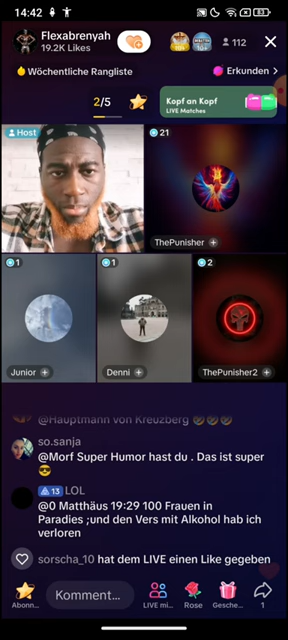 14:42
83
Flexabrenyah
19.2K Likes
112
Wöchentliche Rangliste
Erkunden >
2/5
Kopf an Kopf
LIVE Matches
Host
21
ThePunisher +
1
1
2
Junior +
Denni +
ThePunisher2 +
@Hauptmann von Kreuzberg 🤣🤣🤣
so.sanja
@Morf Super Humor hast du . Das ist super
😎
13 LOL
@0 Matthäus 19:29 100 Frauen in
Paradies ;und den Vers mit Alkohol hab ich
verloren
sorscha_10 hat dem LIVE einen Like gegeben
Komment...
Abonn...
LIVE mi...
Rose
Gesche...
1